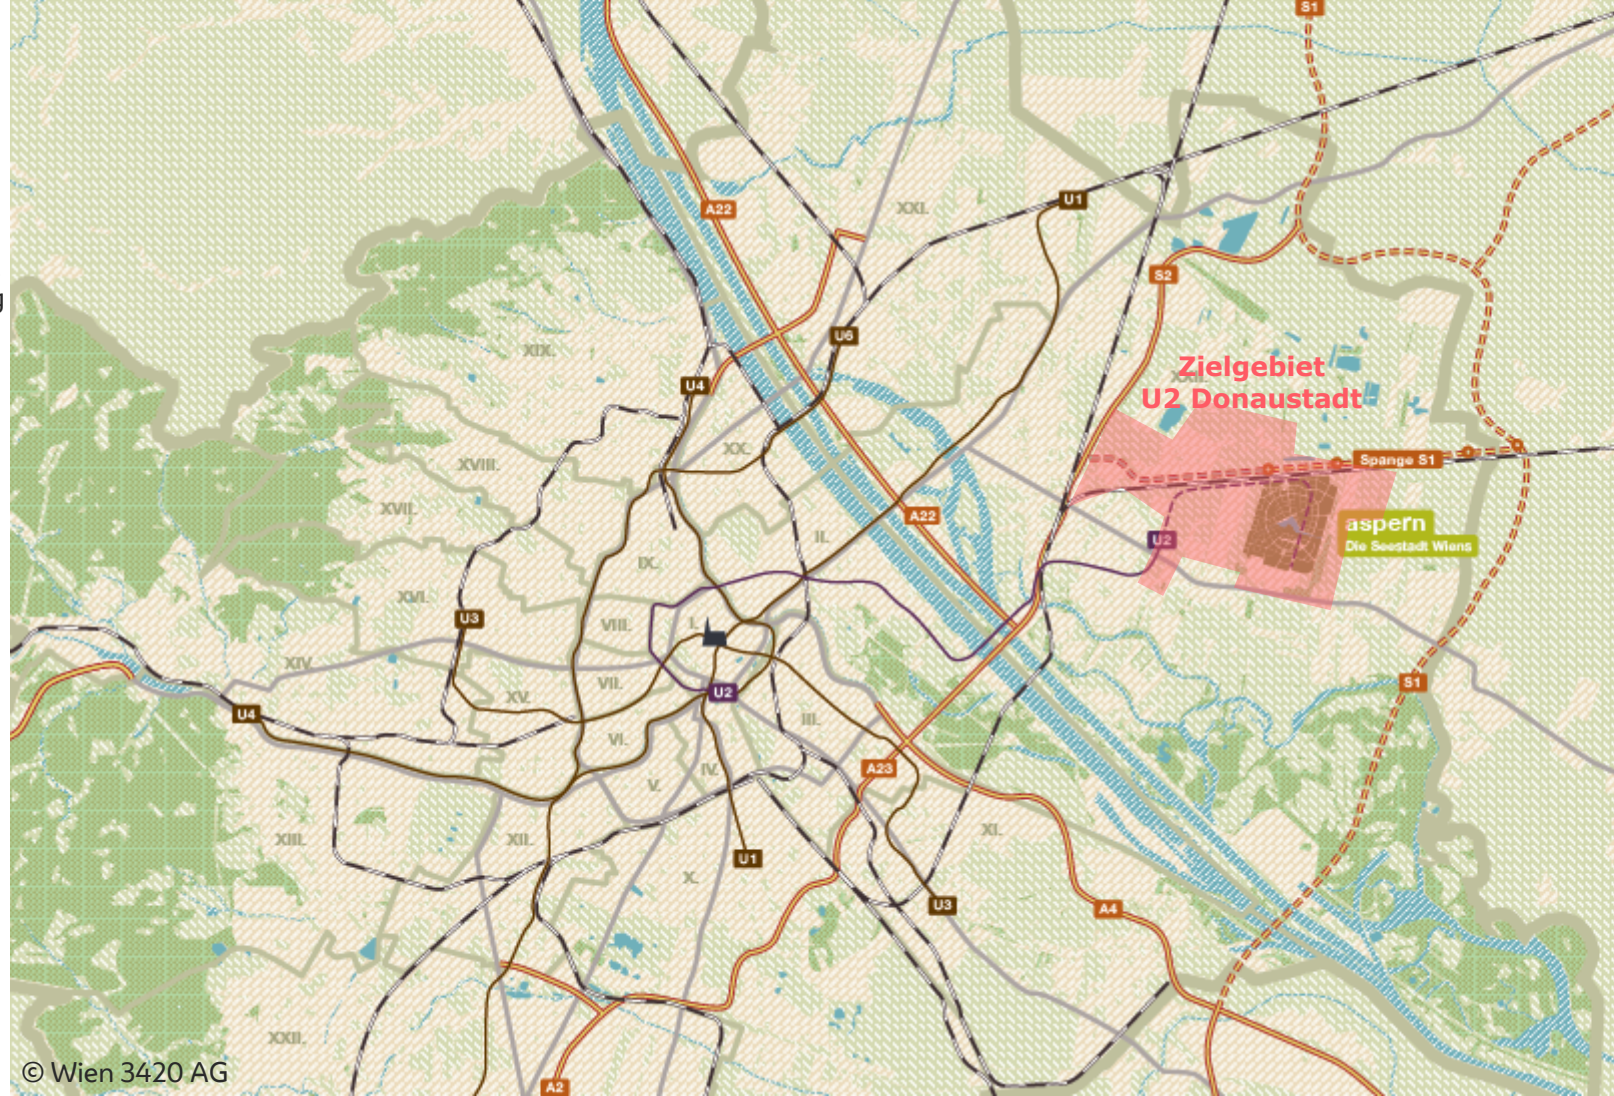 S1
A22
XXI.
U1
S2
U6
XIX.
U4
Zielgebiet
U2 Donaustadt
XX.
XVIII.
Spange S1
XVII.
A22
aspern
Die Seestadt Wiens
II.
U2
IX.
XVI.
U3
VIII.
I.
XIV.
S1
VII.
U2
XV.
U4
III.
VI.
A23
IV.
V.
XI.
XIII.
XII.
U1
X.
U3
A4
XXII.
© Wien 3420 AG
A2